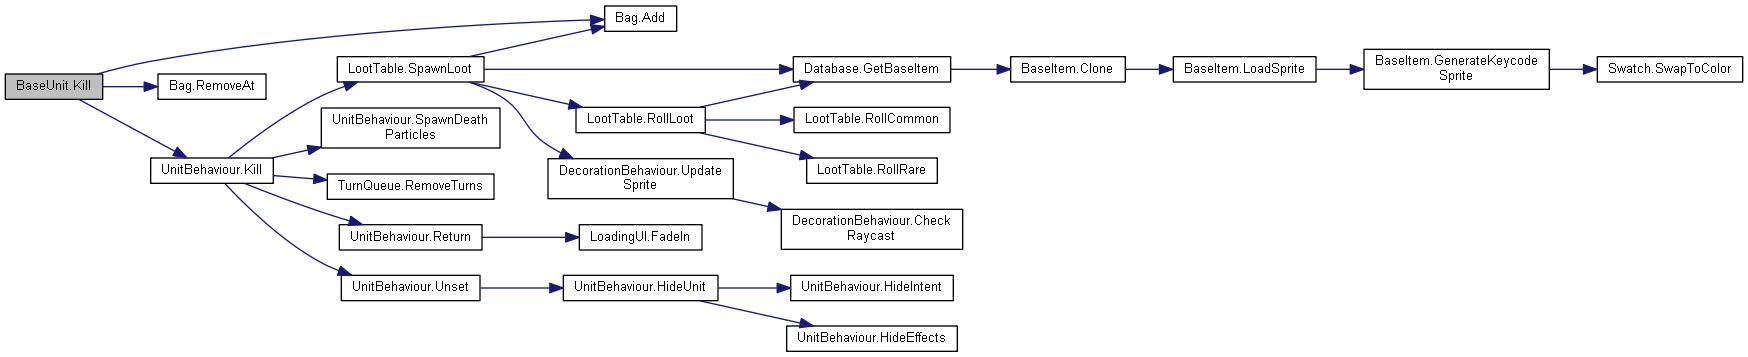 BaseUnit.Kill
Bag.Add
Bag.RemoveAt
UnitBehaviour.Kill
LootTable.SpawnLoot
UnitBehaviour.SpawnDeath
Particles
TurnQueue.RemoveTurns
UnitBehaviour.Return
UnitBehaviour.Unset
Database.GetBaseItem
LootTable.RollLoot
DecorationBehaviour.Update
Sprite
LoadingUI.FadeIn
UnitBehaviour.HideUnit
BaseItem.Clone
BaseItem.LoadSprite
BaseItem.GenerateKeycode
Sprite
Swatch.SwapToColor
LootTable.RollCommon
LootTable.RollRare
DecorationBehaviour.Check
Raycast
UnitBehaviour.HideIntent
UnitBehaviour.HideEffects